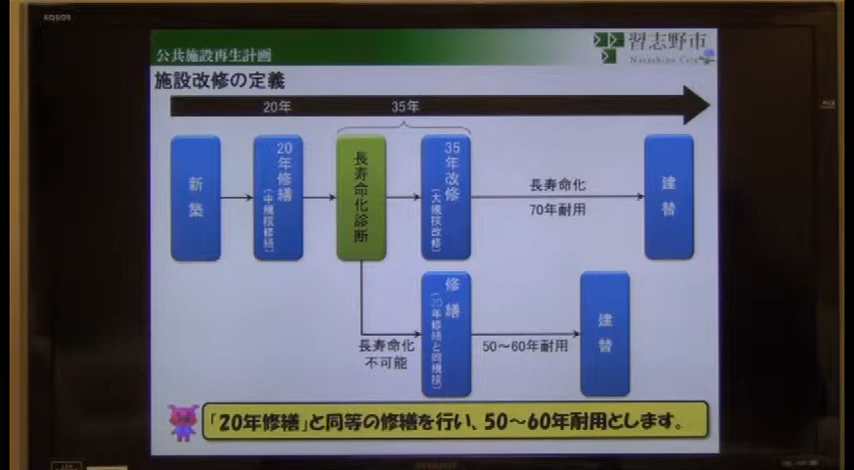 公共施設再生計画
習志野市
Narashino City
施設改修の定義
20年
35年
新築
20年修繕
(中規模修繕)
長寿命化診断
35年改修
(大規模改修)
長寿命化
70年耐用
建替
長寿命化
不可能
修繕
(20年修繕と同規模)
50～60年耐用
建替
「20年修繕」と同等の修繕を行い、50～60年耐用とします。